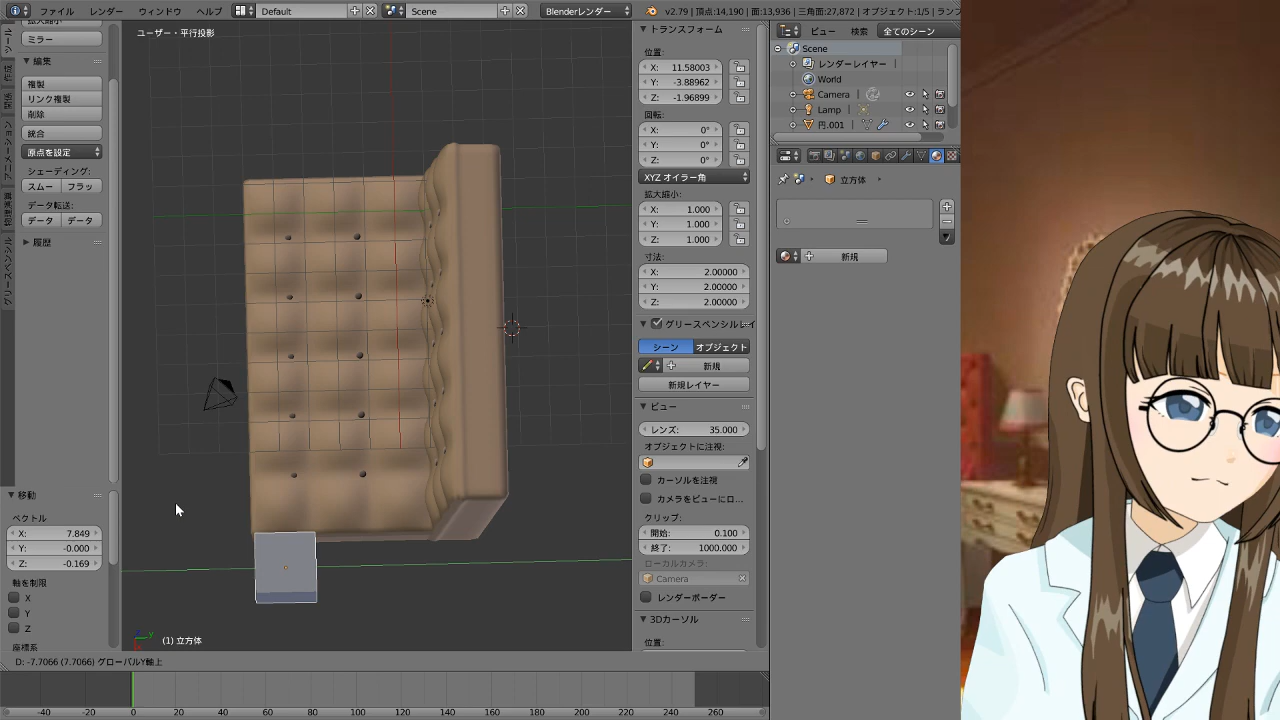 ファイル レンダー ウィンドウ ヘルプ Default Scene Blenderレンダー v2.79 | 頂点:14,190 | 面:13,936 | 三角面:27,872 | オブジェクト:1/5 | ラン
ミラー
編集
複製
リンク複製
削除
統合
原点を設定
シェーディング:
スムー フラッ
データ転送:
データ データ
履歴
移動
ベクトル
X: 7.849
Y: -0.000
Z: -0.169
軸を制限
X
Y
Z
座標系
ユーザー・平行投影
(1) 立方体
D: -7.7066 (7.7066) グローバルY軸上
-40 -20 0 20 40 60 80 100 120 140 160 180 200 220 240 260
トランスフォーム
位置:
X: 11.58003
Y: -3.88962
Z: -1.96899
回転:
X: 0°
Y: 0°
Z: 0°
XYZ オイラー角
拡大縮小:
X: 1.000
Y: 1.000
Z: 1.000
寸法:
X: 2.00000
Y: 2.00000
Z: 2.00000
グリースペンシルレイ
シーン オブジェクト
新規
新規レイヤー
ビュー
レンズ: 35.000
オブジェクトに注視:
カーソルを注視
カメラをビューにロ...
クリップ:
開始: 0.100
終了: 1000.000
ローカルカメラ:
Camera
レンダーボーダー
3Dカーソル
位置:
ビュー 検索 全てのシーン
Scene
レンダーレイヤー
World
Camera
Lamp
円.001
立方体
新規